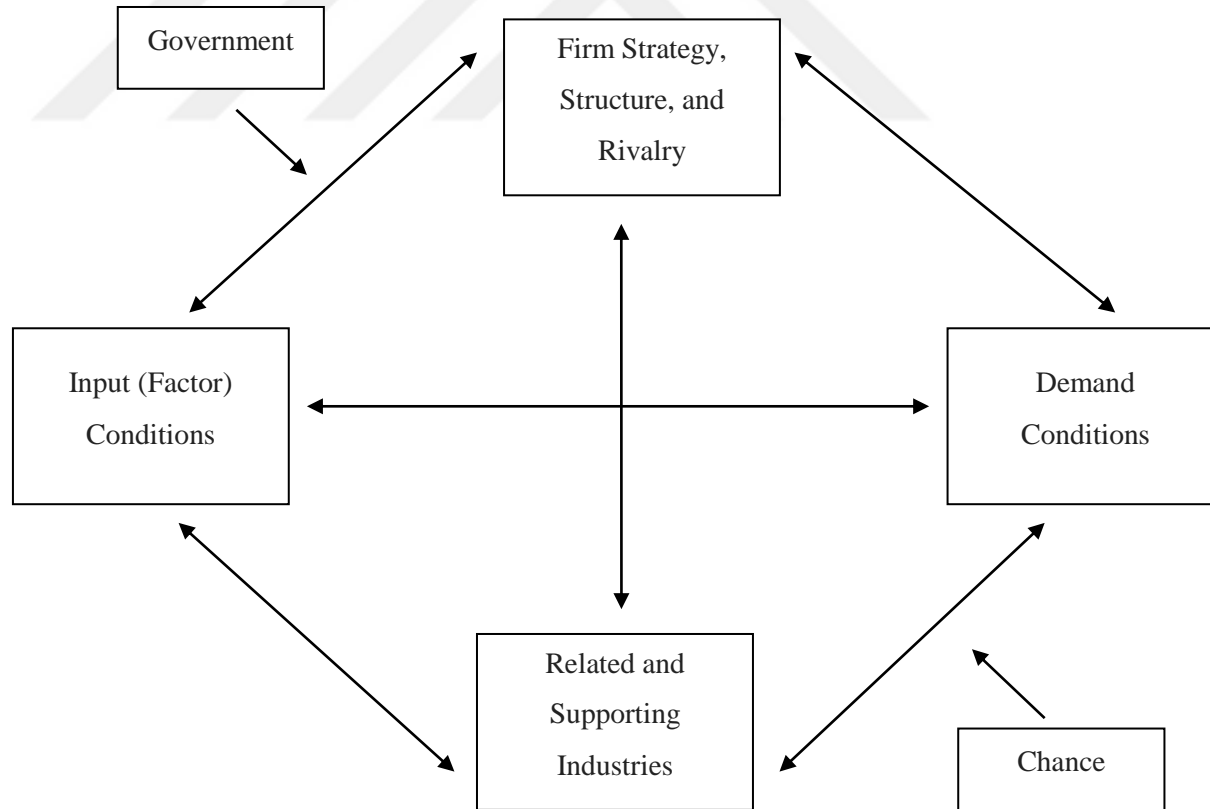 Government
Firm Strategy,
Structure, and
Rivalry
Input (Factor)
Conditions
Demand
Conditions
Related and
Supporting
Industries
Chance